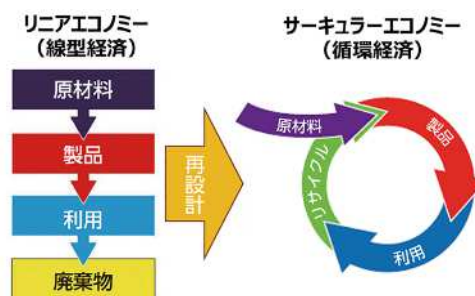 リニアエコノミー
(線型経済)
原材料
製品
利用
廃棄物
再設計
サーキュラーエコノミー
(循環経済)
原材料
製品
利用
リサイクル